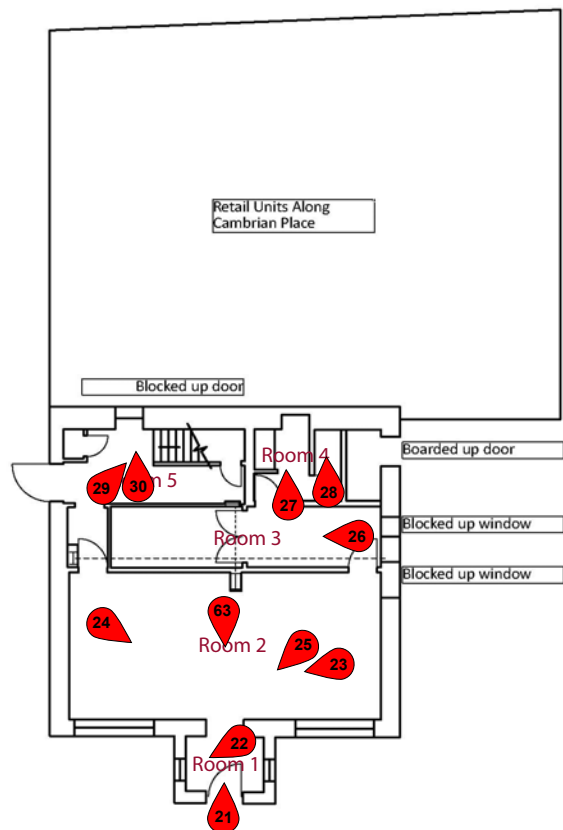 Retail Units Along
Cambrian Place
Blocked up door
Room 4
Boarded up door
m 5
29
30
28
27
Blocked up window
Room 3
26
Blocked up window
63
24
Room 2
25
23
22
Room 1
21